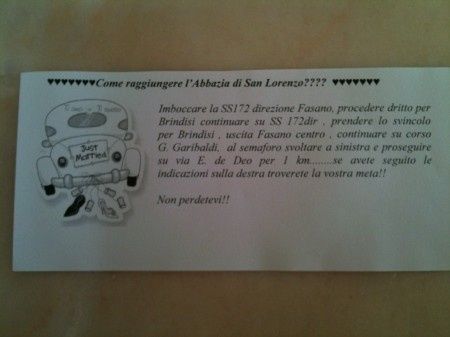 ♥♥♥♥♥♥♥Come raggiungere l'Abbazia di San Lorenzo???? ♥♥♥♥♥♥♥
Imboccare la SS172 direzione Fasano, procedere dritto per
Brindisi continuare su SS 172dir , prendere lo svincolo
per Brindisi , uscita Fasano centro , continuare su corso
G. Garibaldi, al semaforo svoltare a sinistra e proseguire
su via E. de Deo per 1 km........se avete seguito le
indicazioni sulla destra troverete la vostra meta!!
Non perdetevi!!
JUST
MARRIED